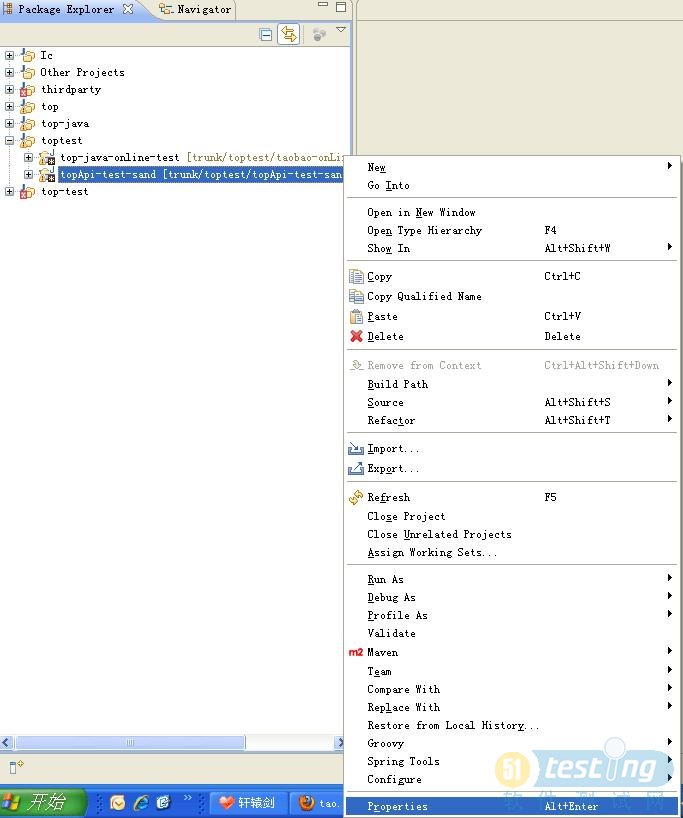 Package Explorer Navigator
Ic
Other Projects
thirdparty
top
top-java
toptest
top-java-online-test [trunk/toptest/taobao-onLi
topApi-test-sand [trunk/toptest/topApi-test-san
top-test
New
Go Into
Open in New Window
Open Type Hierarchy F4
Show In Alt+Shift+W
Copy Ctrl+C
Copy Qualified Name
Paste Ctrl+V
Delete Delete
Remove from Context Ctrl+Alt+Shift+Down
Build Path
Source Alt+Shift+S
Refactor Alt+Shift+T
Import...
Export...
Refresh F5
Close Project
Close Unrelated Projects
Assign Working Sets...
Run As
Debug As
Profile As
Validate
m2 Maven
Team
Compare With
Replace With
Restore from Local History...
Groovy
Spring Tools
Configure
Properties Alt+Enter
51 testing
软件测试网
开始 轩辕剑 tao.